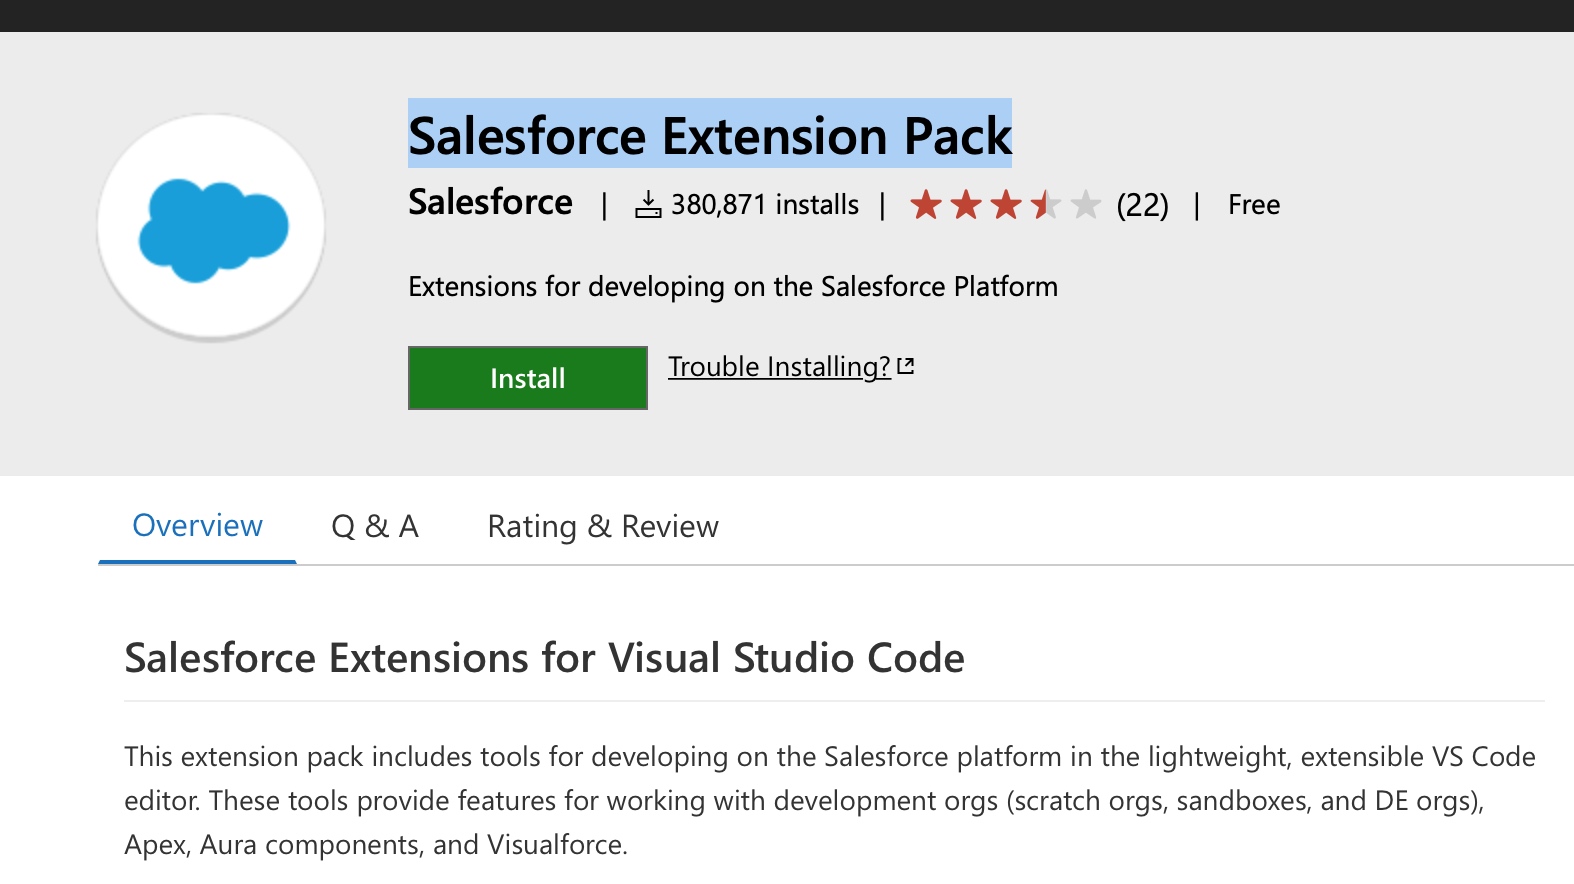 Salesforce Extension Pack
Salesforce | 380,871 installs | (22) | Free
Extensions for developing on the Salesforce Platform
Install Trouble Installing?
Overview Q & A Rating & Review
Salesforce Extensions for Visual Studio Code
This extension pack includes tools for developing on the Salesforce platform in the lightweight, extensible VS Code
editor. These tools provide features for working with development orgs (scratch orgs, sandboxes, and DE orgs),
Apex, Aura components, and Visualforce.